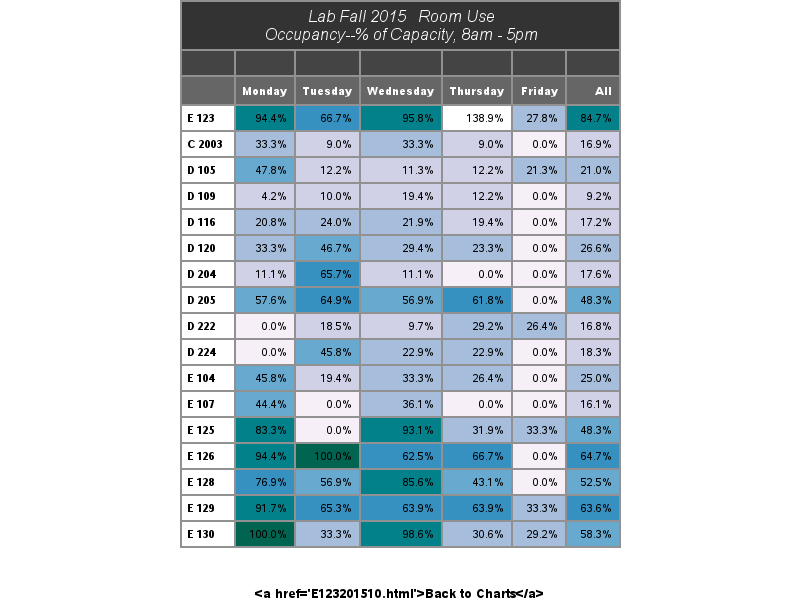 Lab Fall 2015 Room Use
Occupancy--% of Capacity, 8am - 5pm
Monday Tuesday Wednesday Thursday Friday All
E 123 94.4% 66.7% 95.8% 138.9% 27.8% 84.7%
C 2003 33.3% 9.0% 33.3% 9.0% 0.0% 16.9%
D 105 47.8% 12.2% 11.3% 12.2% 21.3% 21.0%
D 109 4.2% 10.0% 19.4% 12.2% 0.0% 9.2%
D 116 20.8% 24.0% 21.9% 19.4% 0.0% 17.2%
D 120 33.3% 46.7% 29.4% 23.3% 0.0% 26.6%
D 204 11.1% 65.7% 11.1% 0.0% 0.0% 17.6%
D 205 57.6% 64.9% 56.9% 61.8% 0.0% 48.3%
D 222 0.0% 18.5% 9.7% 29.2% 26.4% 16.8%
D 224 0.0% 45.8% 22.9% 22.9% 0.0% 18.3%
E 104 45.8% 19.4% 33.3% 26.4% 0.0% 25.0%
E 107 44.4% 0.0% 36.1% 0.0% 0.0% 16.1%
E 125 83.3% 0.0% 93.1% 31.9% 33.3% 48.3%
E 126 94.4% 100.0% 62.5% 66.7% 0.0% 64.7%
E 128 76.9% 56.9% 85.6% 43.1% 0.0% 52.5%
E 129 91.7% 65.3% 63.9% 63.9% 33.3% 63.6%
E 130 100.0% 33.3% 98.6% 30.6% 29.2% 58.3%
<a href='E123201510.html'>Back to Charts</a>